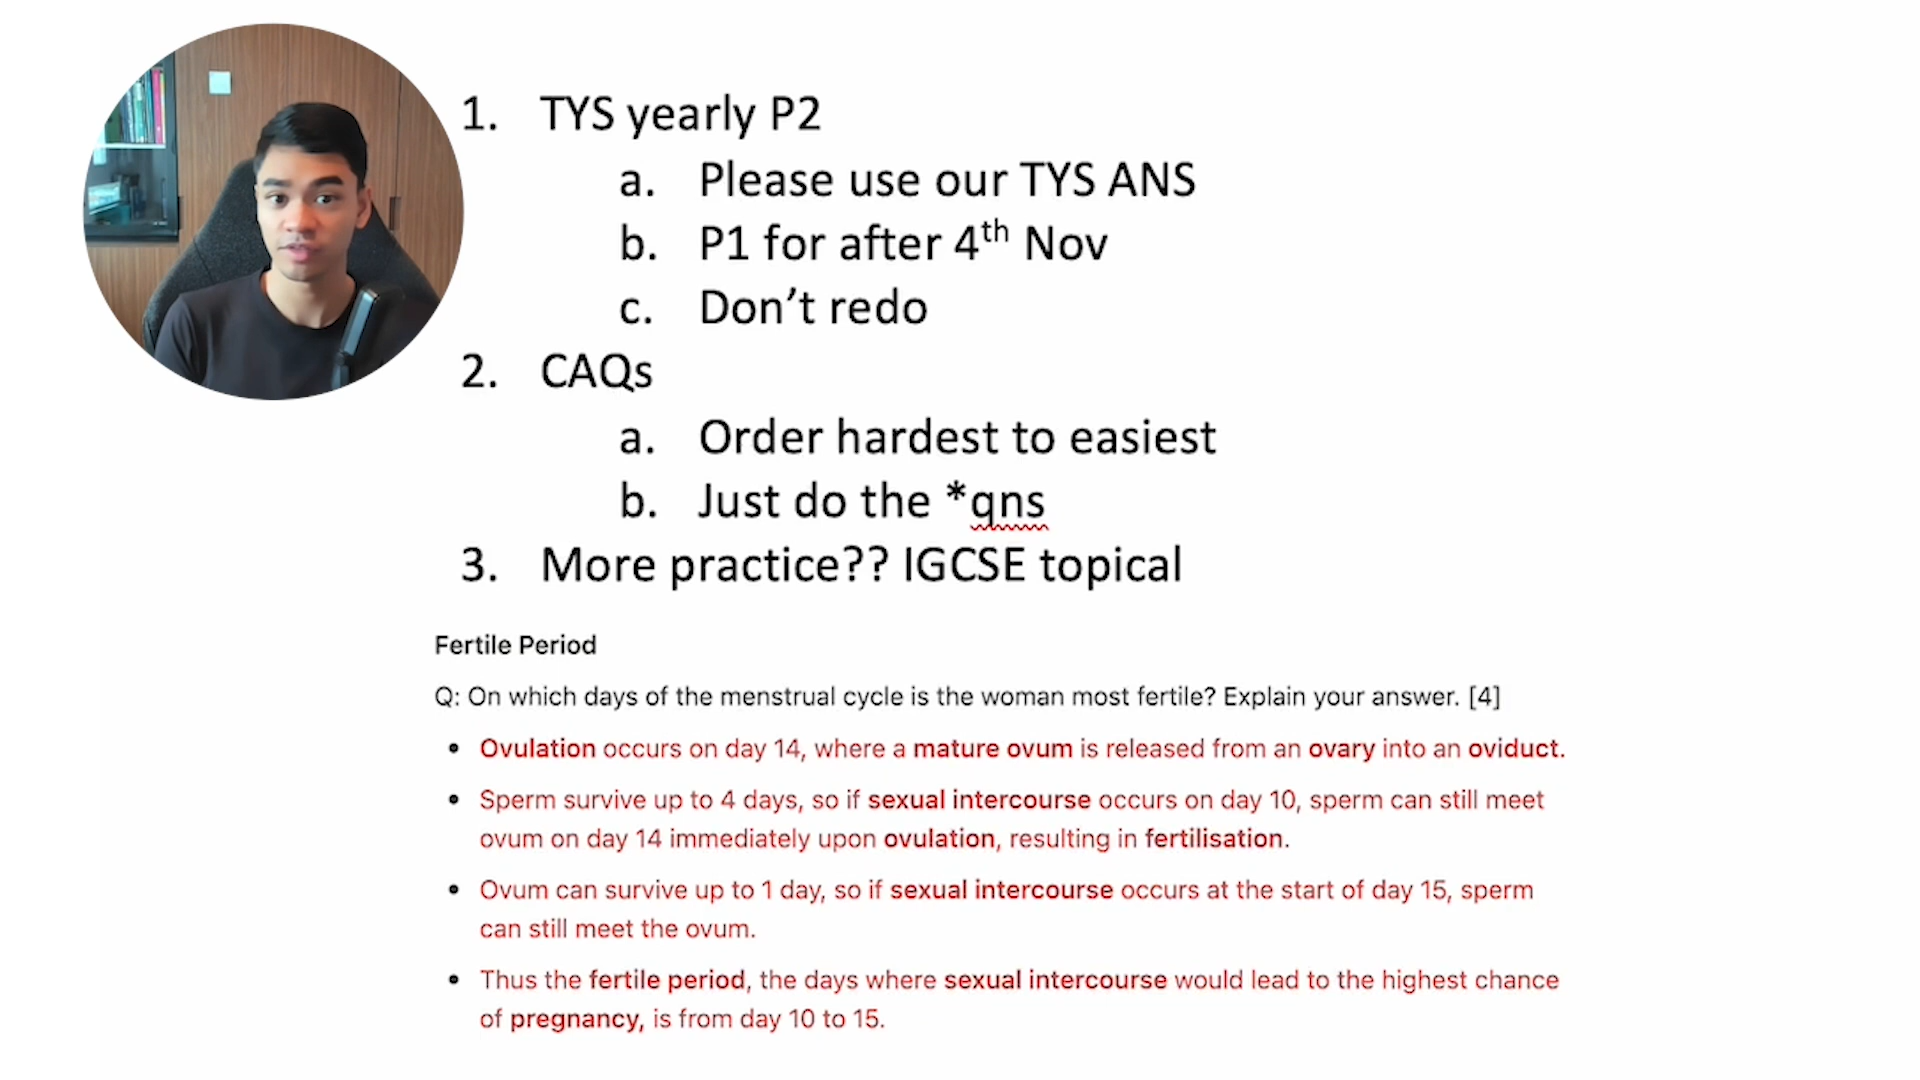 1. TYS yearly P2
a. Please use our TYS ANS
b. P1 for after 4th Nov
c. Don’t redo
2. CAQs
a. Order hardest to easiest
b. Just do the *qns
3. More practice?? IGCSE topical
Fertile Period
Q: On which days of the menstrual cycle is the woman most fertile? Explain your answer. [4]
• Ovulation occurs on day 14, where a mature ovum is released from an ovary into an oviduct.
• Sperm survive up to 4 days, so if sexual intercourse occurs on day 10, sperm can still meet
ovum on day 14 immediately upon ovulation, resulting in fertilisation.
• Ovum can survive up to 1 day, so if sexual intercourse occurs at the start of day 15, sperm
can still meet the ovum.
• Thus the fertile period, the days where sexual intercourse would lead to the highest chance
of pregnancy, is from day 10 to 15.